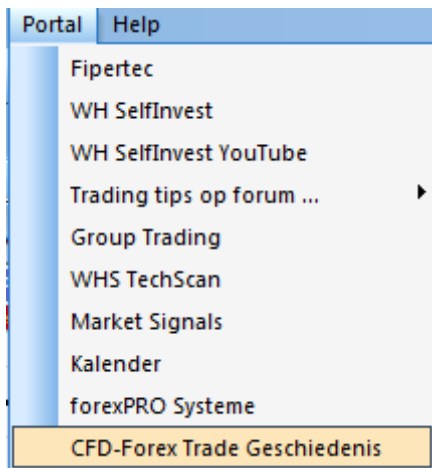 Portal Help
Fipertec
WH SelfInvest
WH SelfInvest YouTube
Trading tips op forum ...
Group Trading
WHS TechScan
Market Signals
Kalender
forexPRO Systeme
CFD-Forex Trade Geschiedenis